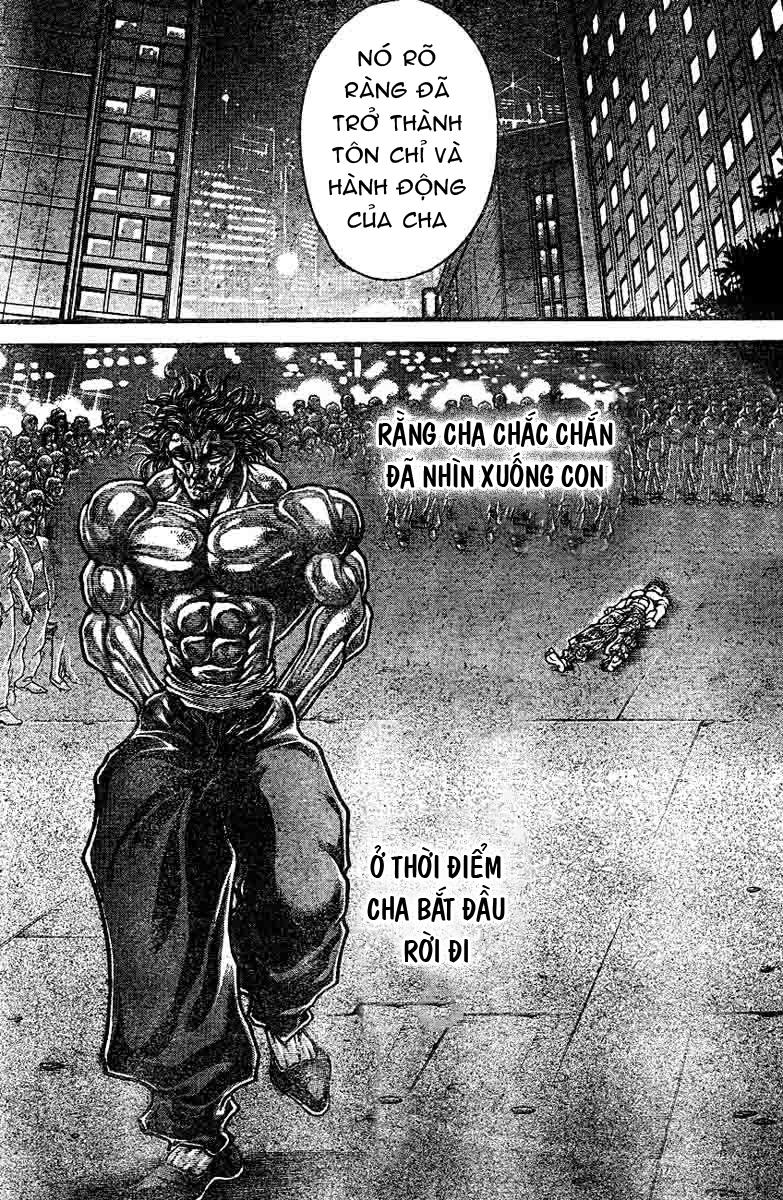 NÓ RÕ
RÀNG ĐÃ
TRỞ THÀNH
TÔN CHỈ VÀ
HÀNH ĐỘNG
CỦA CHA
RẰNG CHA CHẮC CHẮN
ĐÃ NHÌN XUỐNG CON
Ở THỜI ĐIỂM
CHA BẮT ĐẦU
RỜI ĐI